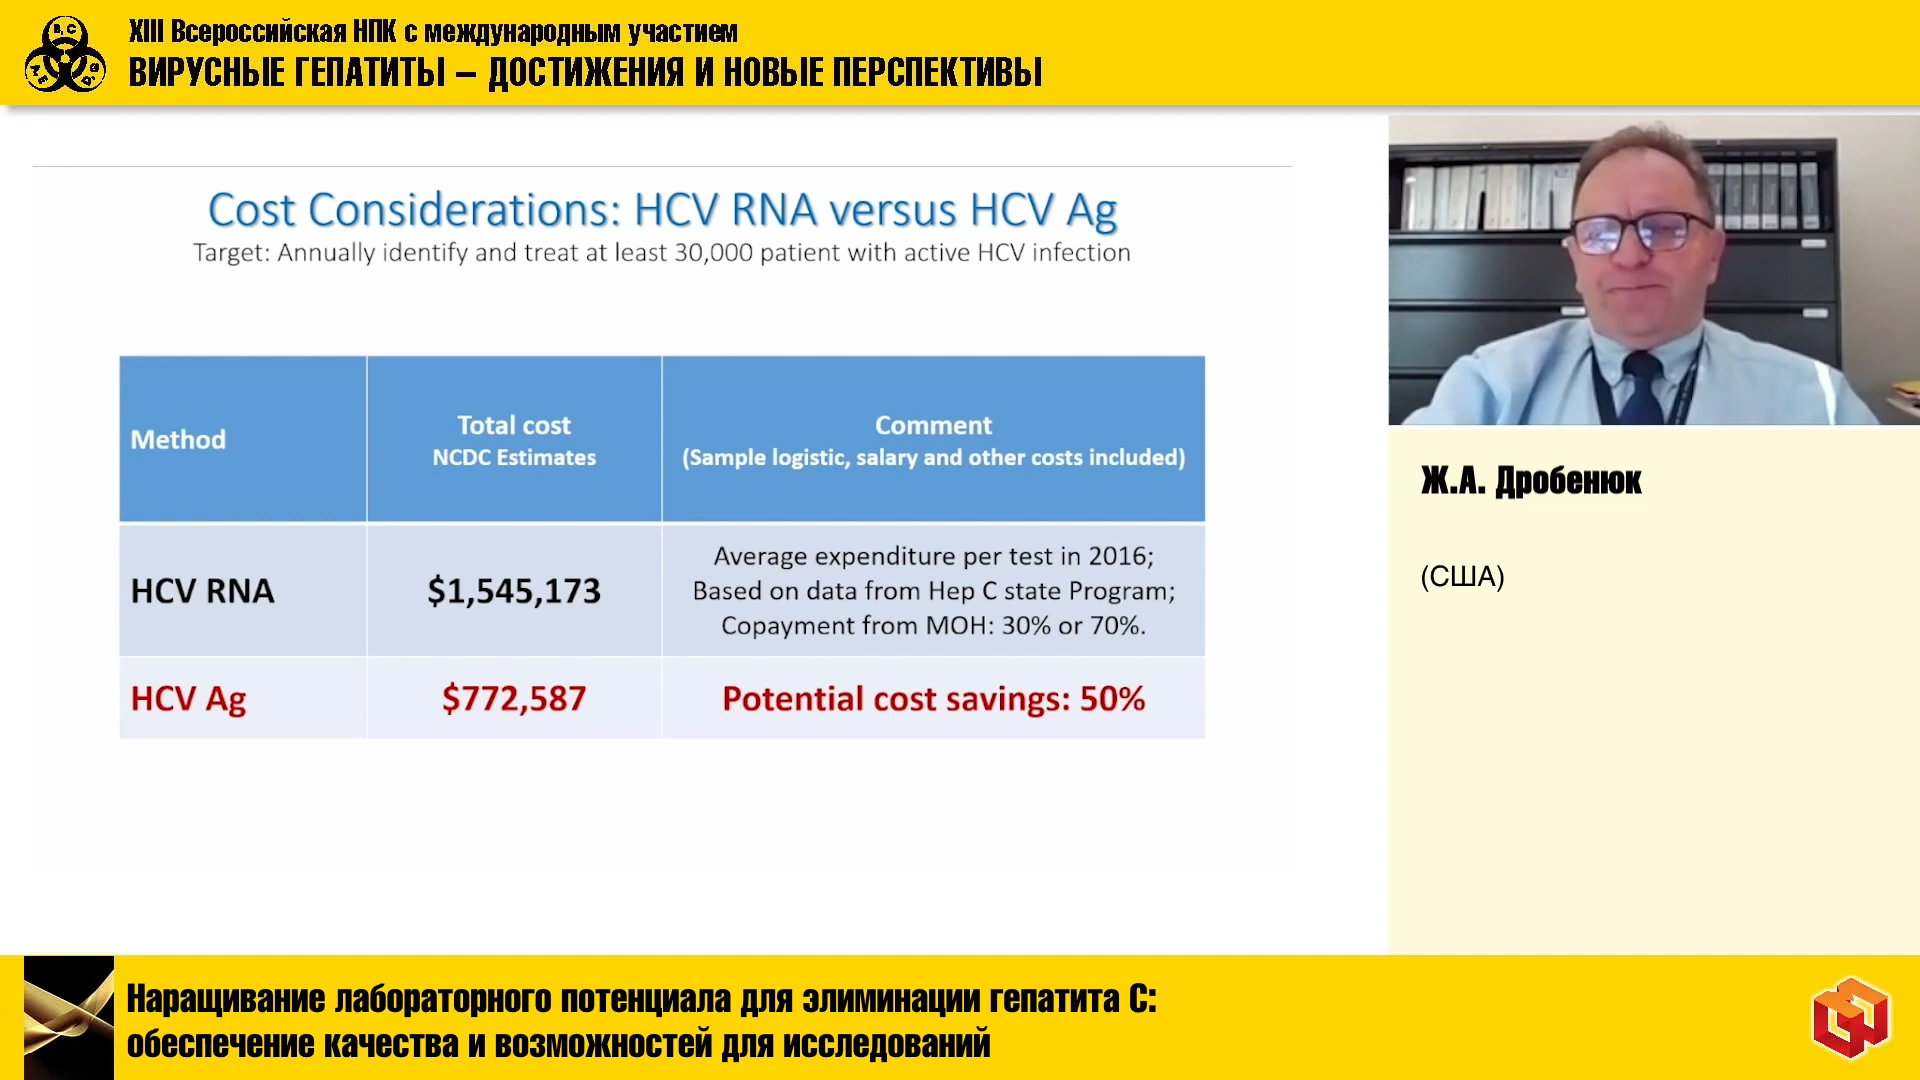 XIII Всероссийская НПК с международным участием
ВИРУСНЫЕ ГЕПАТИТЫ – ДОСТИЖЕНИЯ И НОВЫЕ ПЕРСПЕКТИВЫ
Cost Considerations: HCV RNA versus HCV Ag
Target: Annually identify and treat at least 30,000 patient with active HCV infection
Method
Total cost
NCDC Estimates
Comment
(Sample logistic, salary and other costs included)
HCV RNA
$1,545,173
Average expenditure per test in 2016;
Based on data from Hep C state Program;
Copayment from MOH: 30% or 70%.
HCV Ag
$772,587
Potential cost savings: 50%
Ж.А. Дробенюк
(США)
Наращивание лабораторного потенциала для элиминации гепатита С:
обеспечение качества и возможностей для исследований